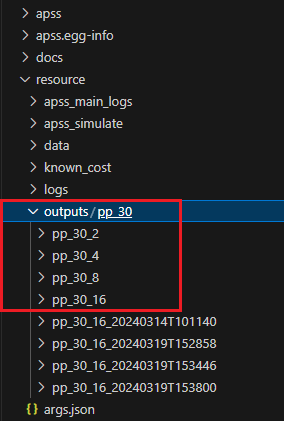 apss
apss.egg-info
docs
resource
apss_main_logs
apss_simulate
data
known_cost
logs
outputs/pp_30
pp_30_2
pp_30_4
pp_30_8
pp_30_16
pp_30_16_20240314T101140
pp_30_16_20240319T152858
pp_30_16_20240319T153446
pp_30_16_20240319T153800
{} args.json